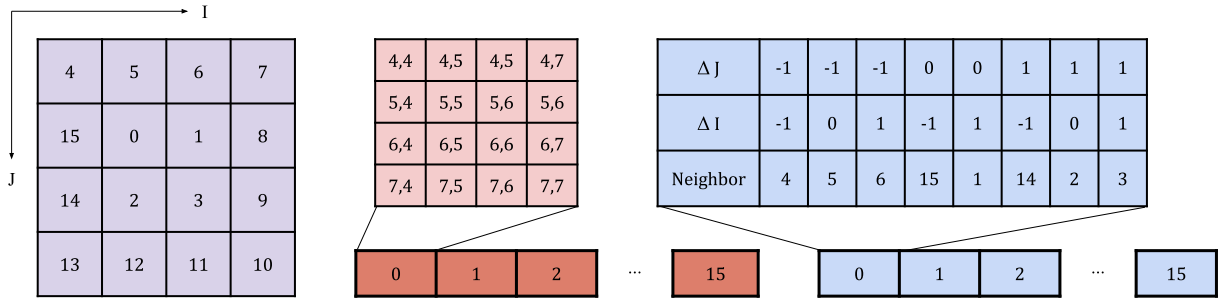 I
J
4 5 6 7
15 0 1 8
14 2 3 9
13 12 11 10
4,4 4,5 4,5 4,7
5,4 5,5 5,6 5,6
6,4 6,5 6,6 6,7
7,4 7,5 7,6 7,7
0 1 2 ... 15
Δ J -1 -1 -1 0 0 1 1 1
Δ I -1 0 1 -1 1 -1 0 1
Neighbor 4 5 6 15 1 14 2 3
0 1 2 ... 15